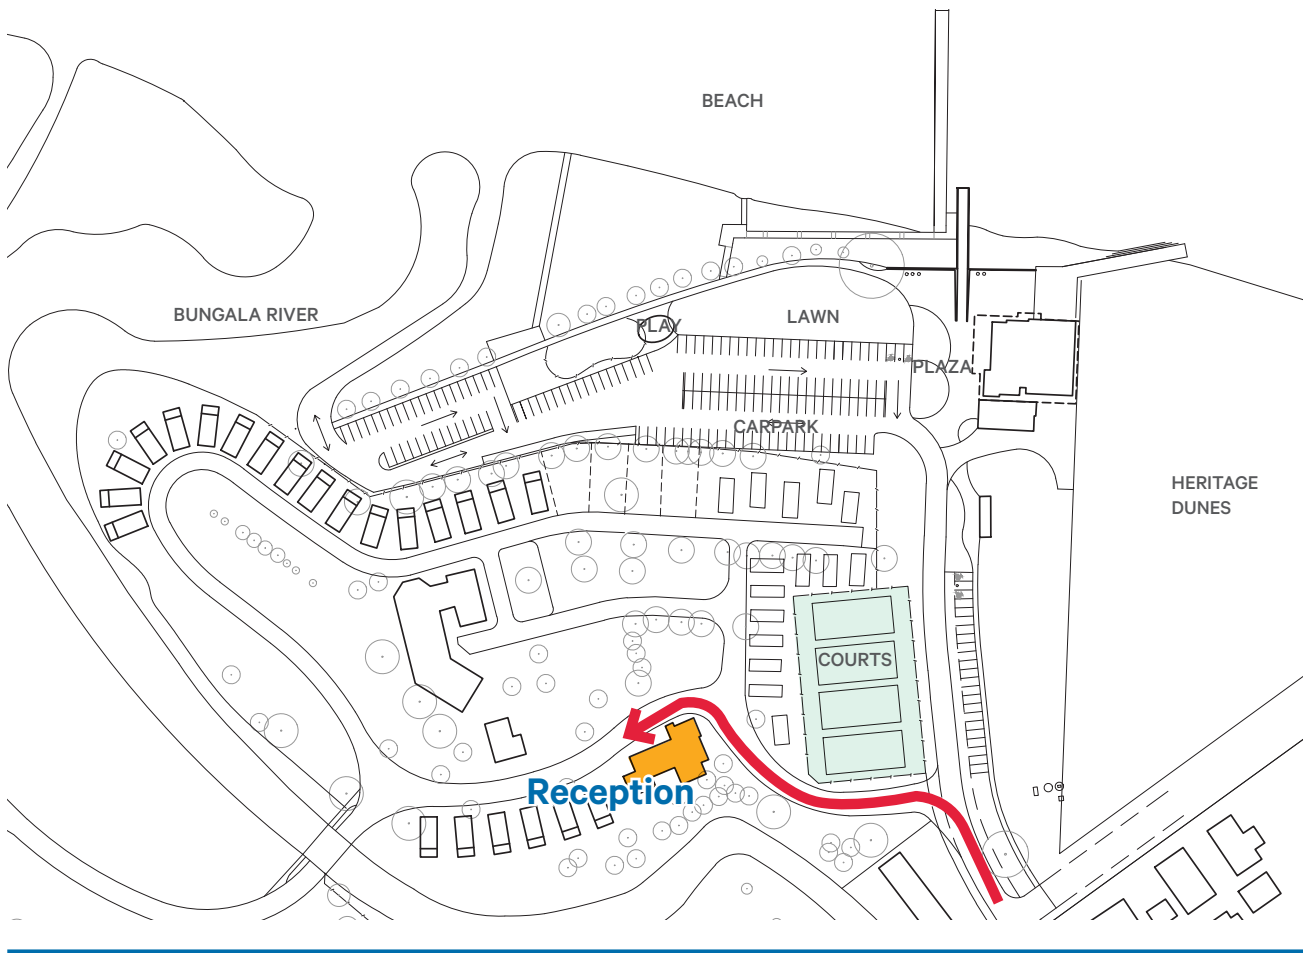 BEACH
BUNGALA RIVER
PLAY
LAWN
PLAZA
CARPARK
HERITAGE
DUNES
COURTS
Reception